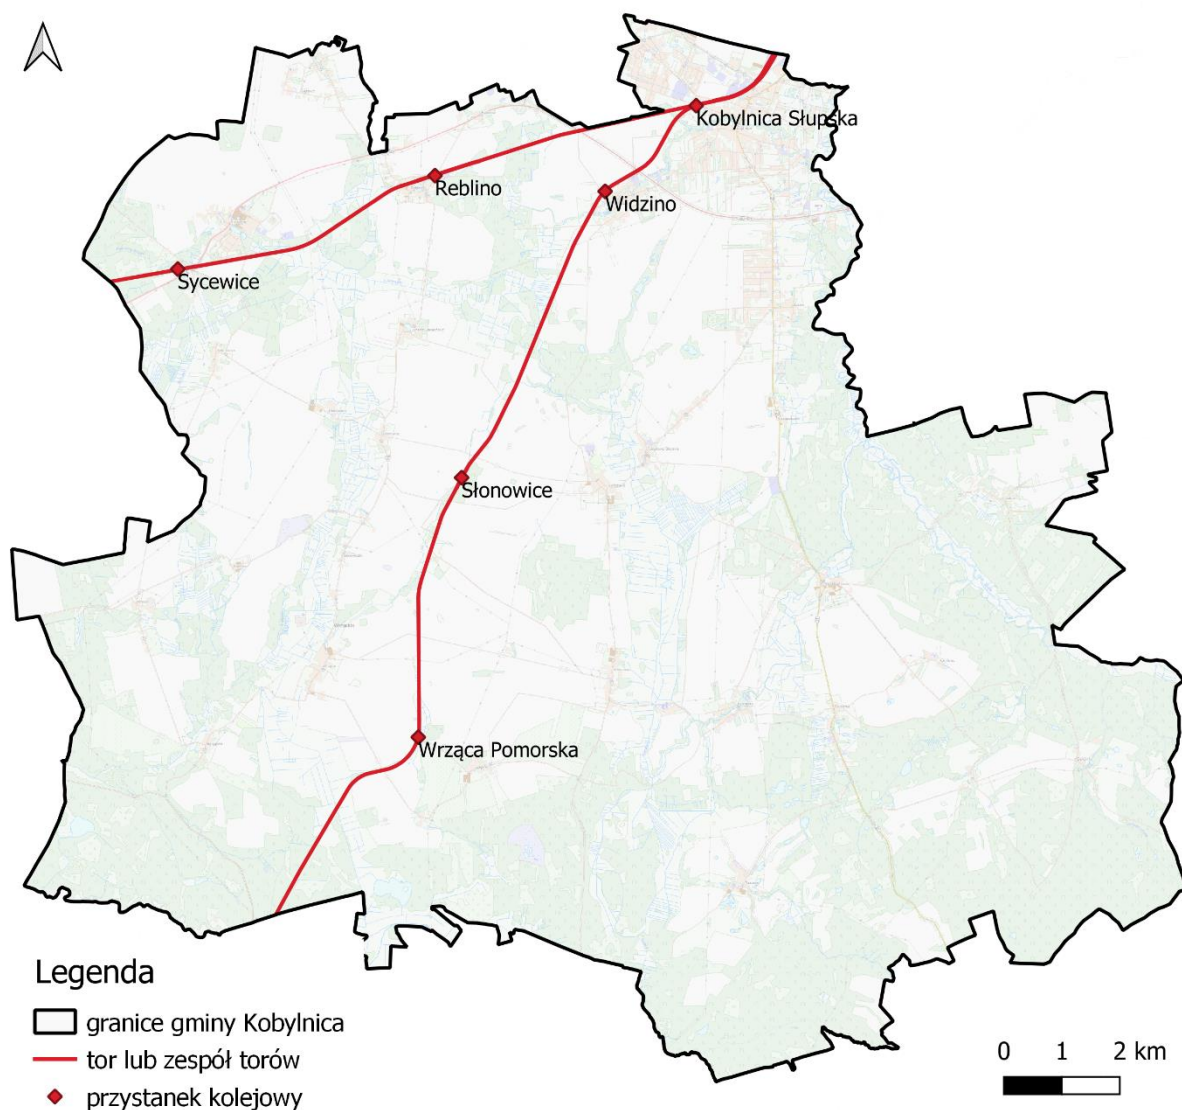 Kobylnica Słupska
Reblino
Widzino
Sycewice
Słonowice
Wrząca Pomorska
Legenda
granice gminy Kobylnica
tor lub zespół torów
przystanek kolejowy
0 1 2 km